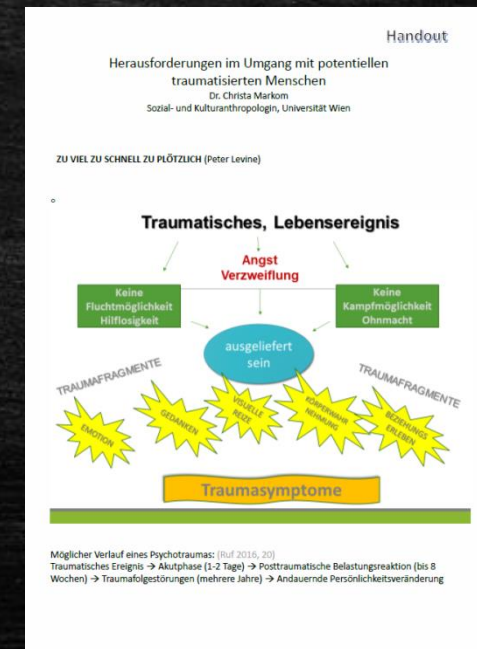 Handout
Herausforderungen im Umgang mit potentiellen
traumatisierten Menschen
Dr. Christa Markom
Sozial- und Kulturanthropologin, Universität Wien
ZU VIEL ZU SCHNELL ZU PLÖTZLICH (Peter Levine)
Traumatisches, Lebensereignis
Angst
Verzweiflung
Keine
Fluchtmöglichkeit
Hilflosigkeit
Keine
Kampfmöglichkeit
Ohnmacht
ausgeliefert
sein
TRAUMAFRAGMENTE
TRAUMAFRAGMENTE
EMOTION
GEDANKEN
VISUELLE
REIZE
KÖRPERWAHR
NEHMUNG
BEZIEHUNGS
ERLEBEN
Traumasymptome
Möglicher Verlauf eines Psychotraumas: (Ruf 2016, 20)
Traumatisches Ereignis → Akutphase (1-2 Tage) → Posttraumatische Belastungsreaktion (bis 8
Wochen) → Traumafolgestörungen (mehrere Jahre) → Andauernde Persönlichkeitsveränderung